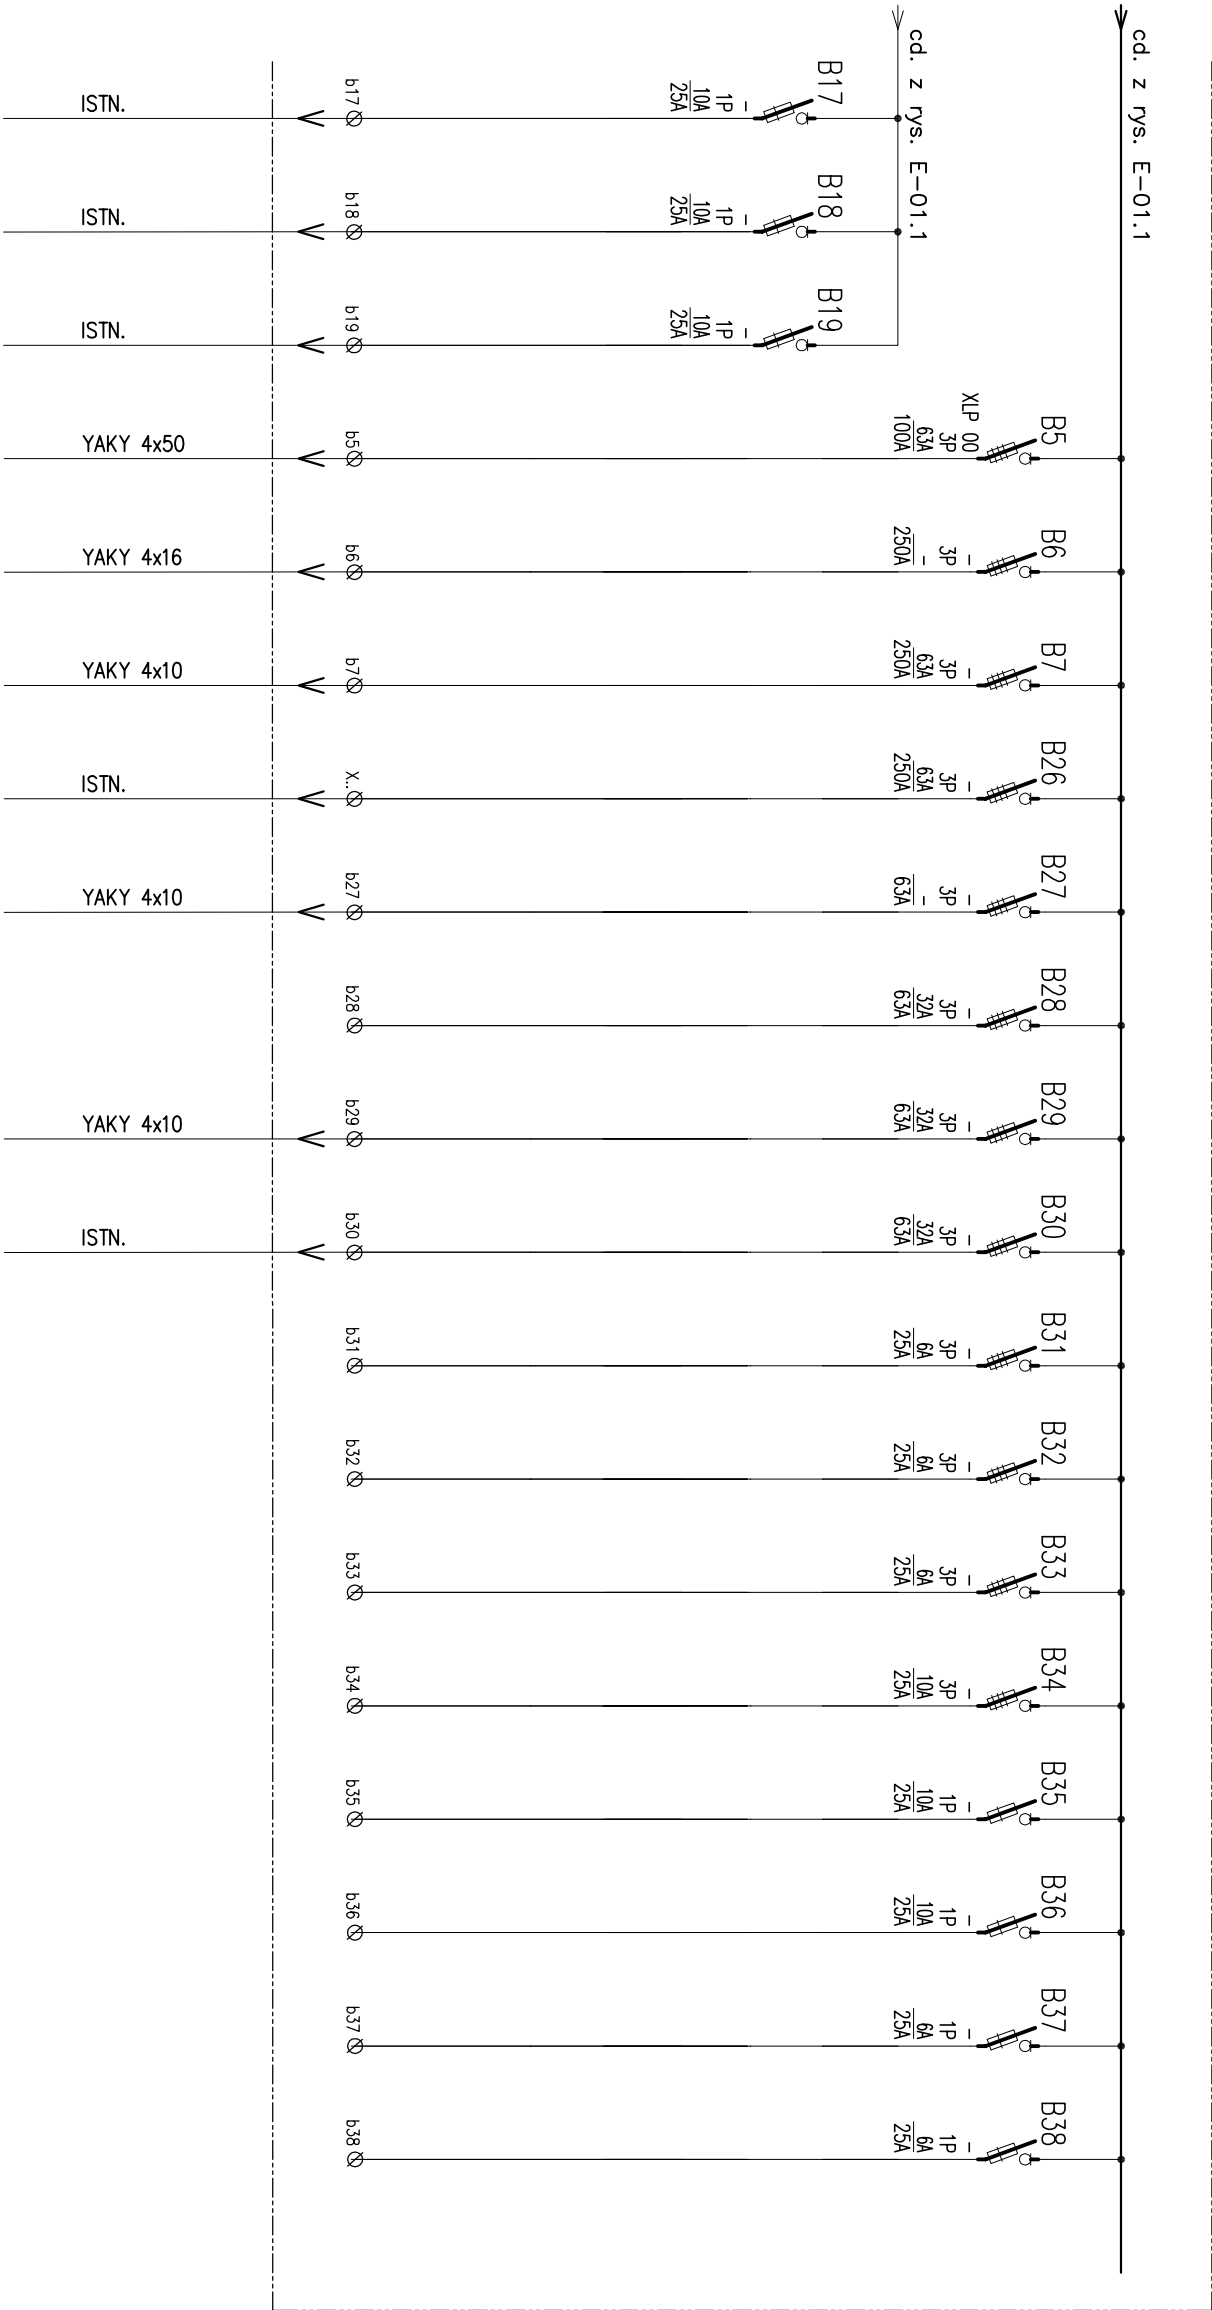 cd. z rys. E-01.1
cd. z rys. E-01.1
B17
-
1P
10A
25A
b17
ISTN.
B18
-
1P
10A
25A
b18
ISTN.
B19
-
1P
10A
25A
b19
ISTN.
B5
XLP 00
3P
63A
100A
b5
YAKY 4x50
B6
-
3P
-
250A
b6
YAKY 4x16
B7
-
3P
63A
250A
b7
YAKY 4x10
B26
-
3P
63A
250A
X..
ISTN.
B27
-
3P
-
63A
b27
YAKY 4x10
B28
-
3P
32A
63A
b28
B29
-
3P
32A
63A
b29
YAKY 4x10
B30
-
3P
32A
63A
b30
ISTN.
B31
-
3P
6A
25A
b31
B32
-
3P
6A
25A
b32
B33
-
3P
6A
25A
b33
B34
-
3P
10A
25A
b34
B35
-
1P
10A
25A
b35
B36
-
1P
10A
25A
b36
B37
-
1P
6A
25A
b37
B38
-
1P
6A
25A
b38